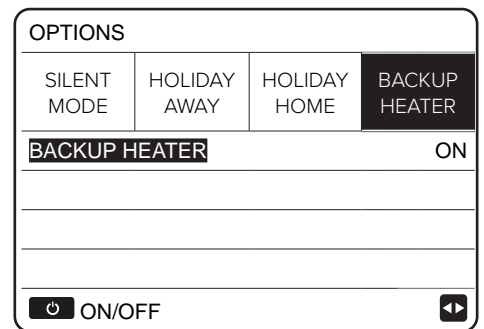 OPTIONS
SILENT MODE
HOLIDAY AWAY
HOLIDAY HOME
BACKUP HEATER
BACKUP HEATER ON
ON/OFF